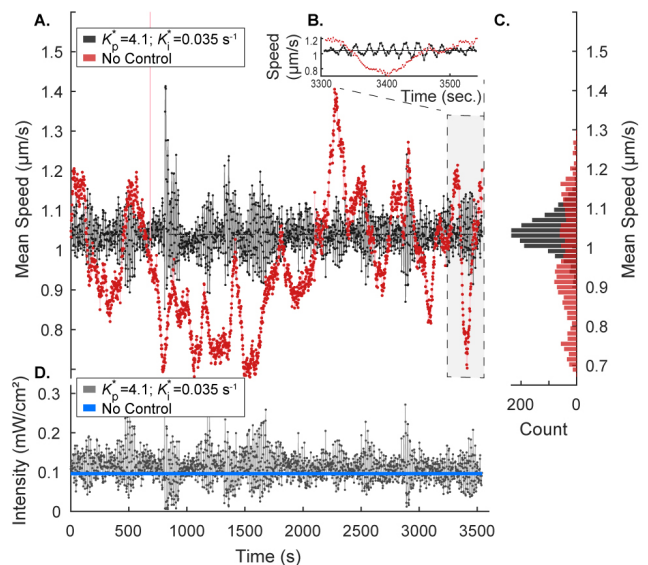 A.
B.
C.
K*p =4.1; K*i =0.035 s-1
No Control
Speed
(μm/s)
1.2
1
0.8
3300
3400
3500
Time (sec.)
1.5
1.4
1.3
1.2
1.1
1
0.9
0.8
Mean Speed (μm/s)
1.5
1.4
1.3
1.2
1.1
1
0.9
0.8
0.7
Mean Speed (μm/s)
200
0
Count
D.
K*p =4.1; K*i =0.035 s-1
No Control
0.3
0.2
0.1
0
Intensity (mW/cm²)
0
500
1000
1500
2000
2500
3000
3500
Time (s)